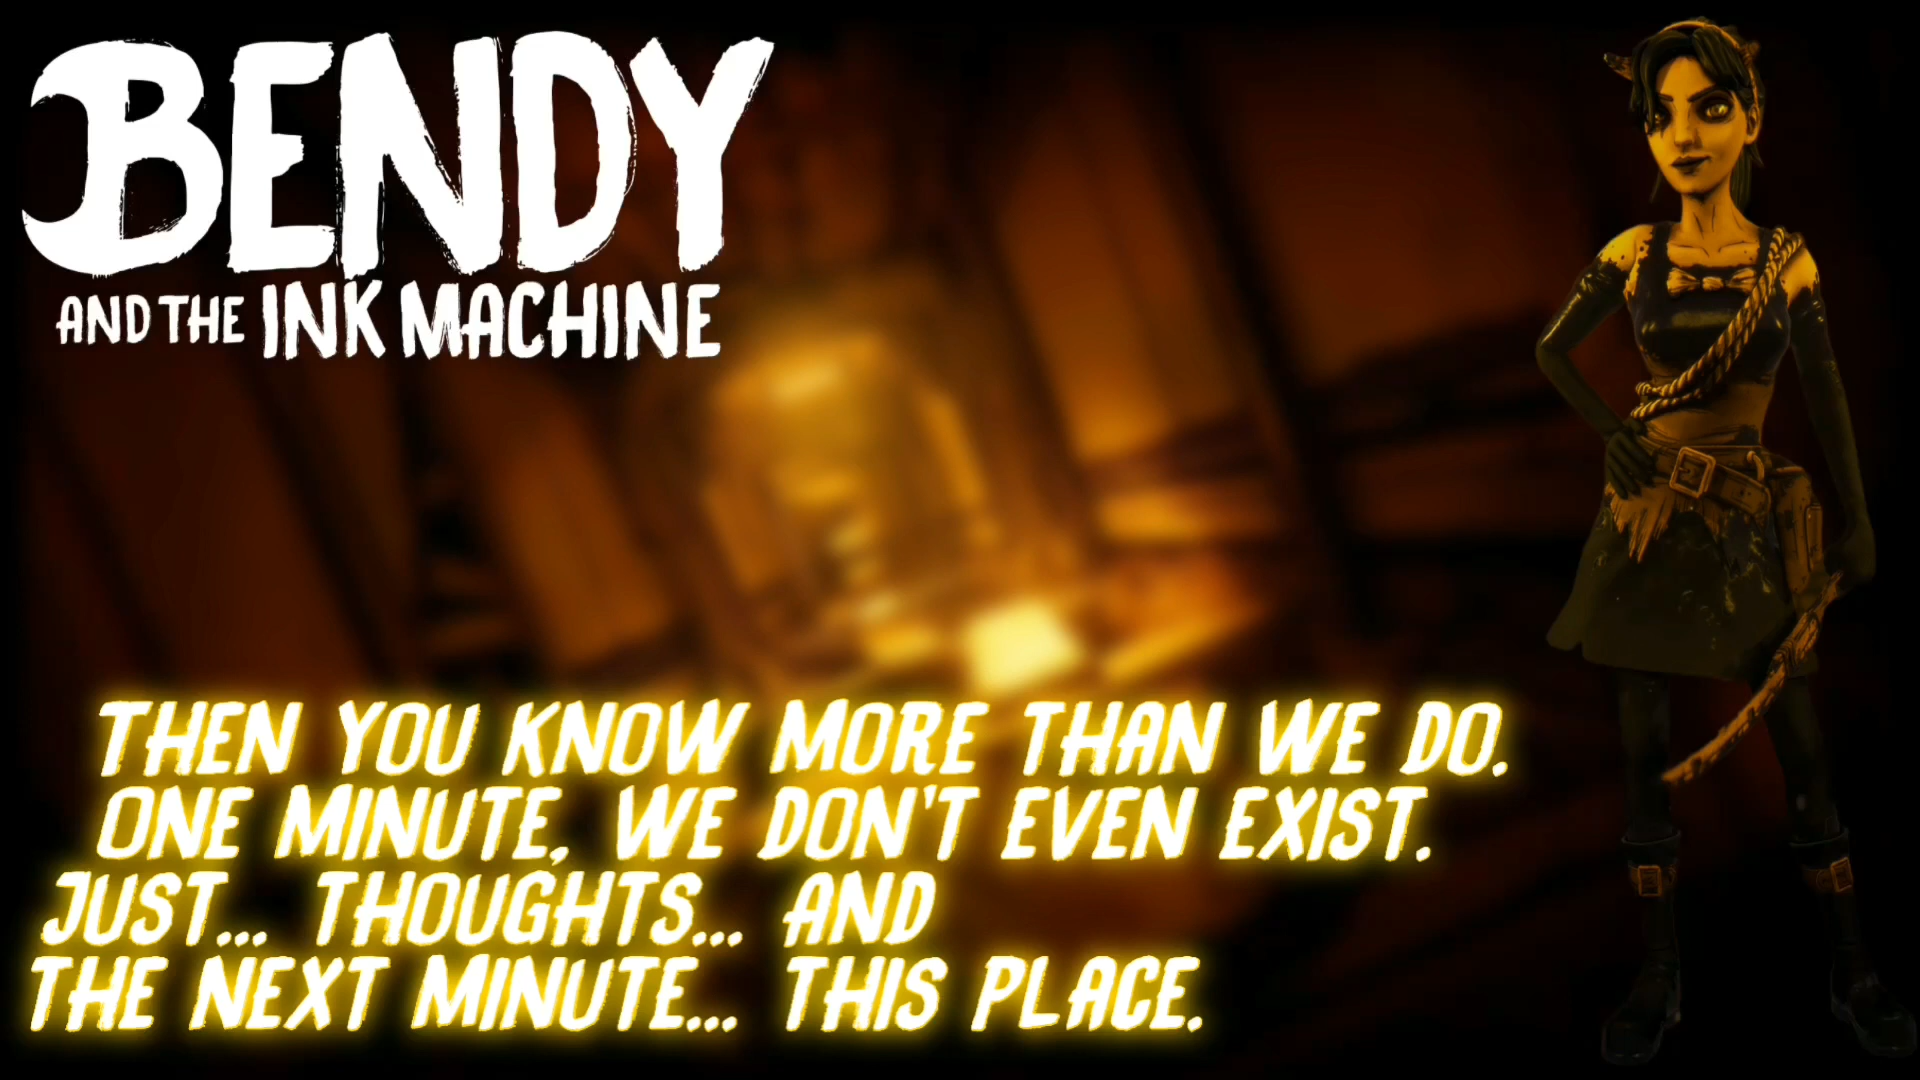 BENDY
AND THE INK MACHINE
THEN YOU KNOW MORE THAN WE DO.
ONE MINUTE, WE DON'T EVEN EXIST.
JUST... THOUGHTS... AND
THE NEXT MINUTE... THIS PLACE.